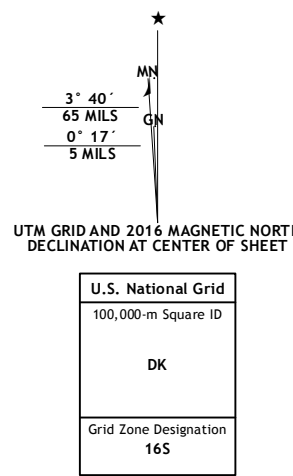 ★
MN
3° 40´
65 MILS
GN
0° 17´
5 MILS
UTM GRID AND 2016 MAGNETIC NORTH
DECLINATION AT CENTER OF SHEET
U.S. National Grid
100,000-m Square ID
DK
Grid Zone Designation
16S